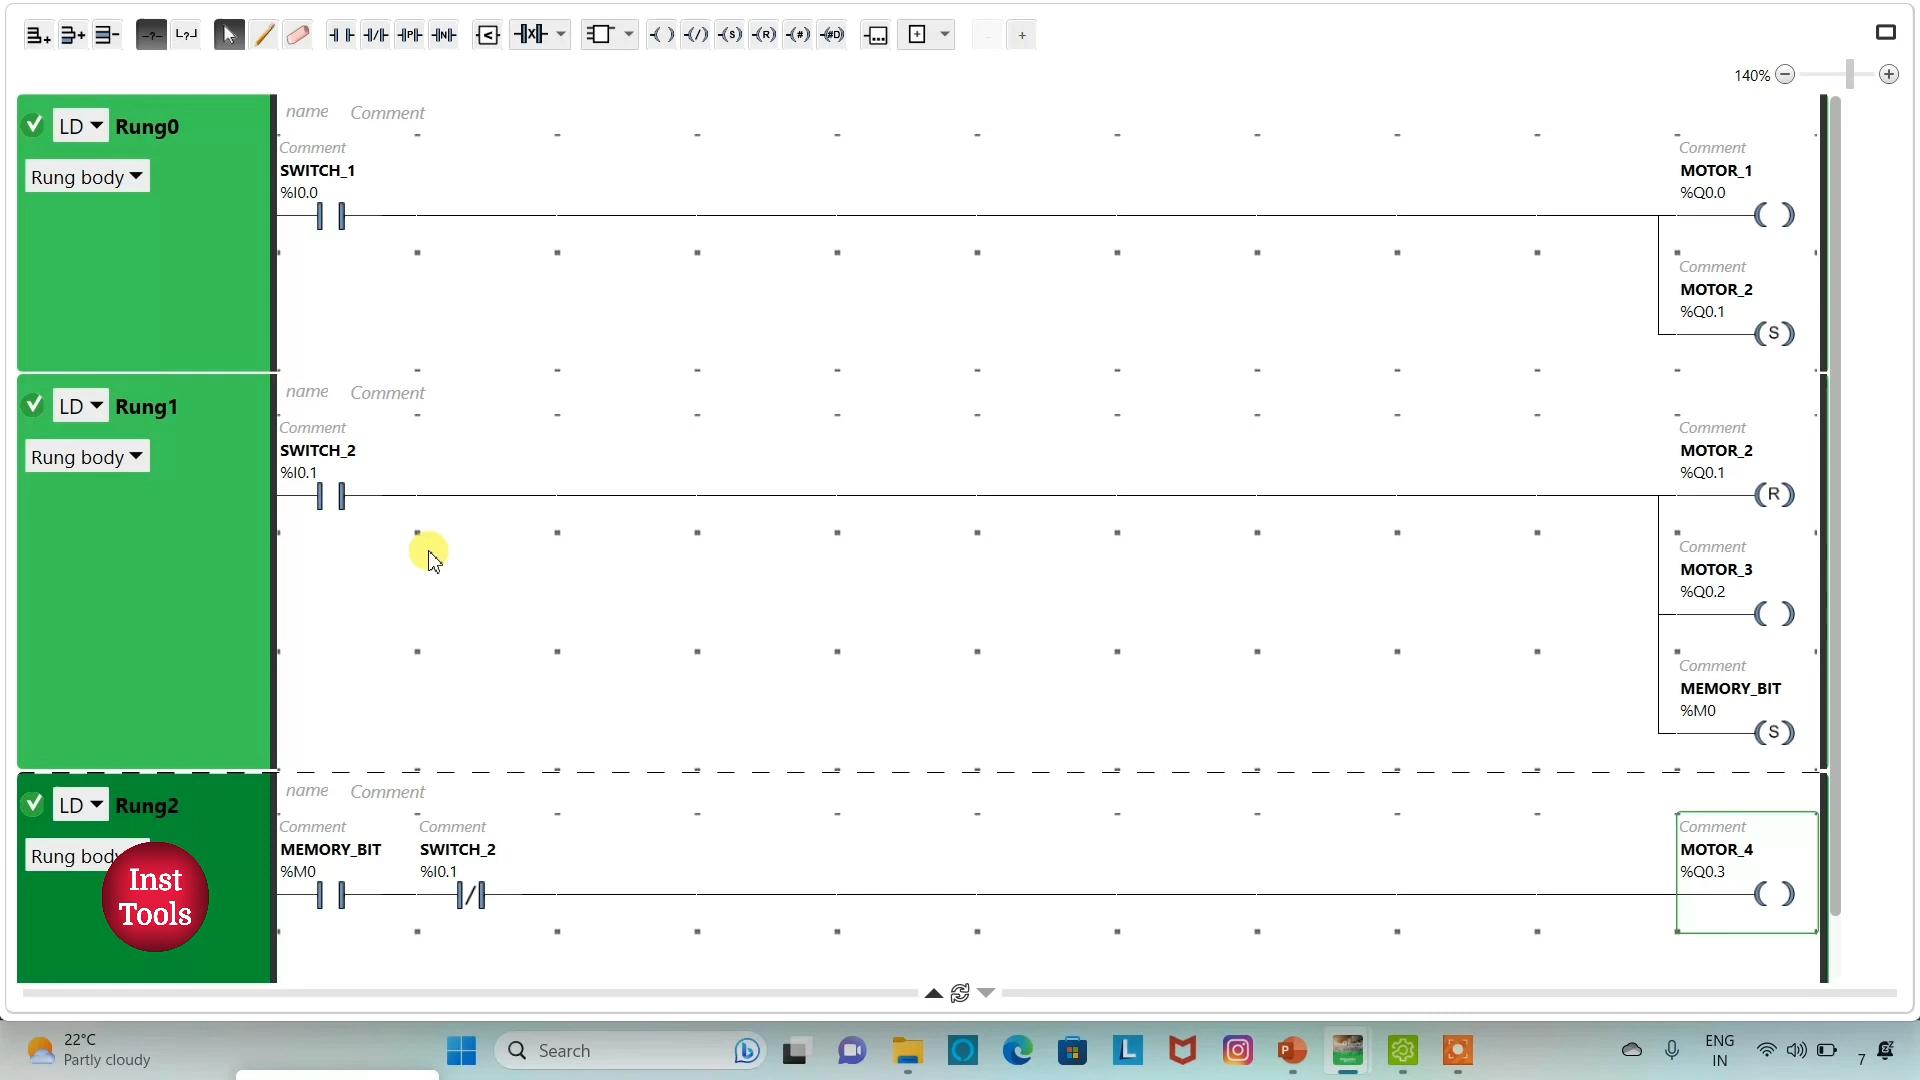 140%
LD Rung0
Rung body
name Comment
Comment
SWITCH_1
%I0.0
Comment
MOTOR_1
%Q0.0
Comment
MOTOR_2
%Q0.1
S
LD Rung1
Rung body
name Comment
Comment
SWITCH_2
%I0.1
Comment
MOTOR_2
%Q0.1
R
Comment
MOTOR_3
%Q0.2
Comment
MEMORY_BIT
%M0
S
LD Rung2
Rung body
name Comment
Comment
MEMORY_BIT
%M0
Comment
SWITCH_2
%I0.1
Comment
MOTOR_4
%Q0.3
Inst
Tools
22°C
Partly cloudy
Search
ENG
IN
7